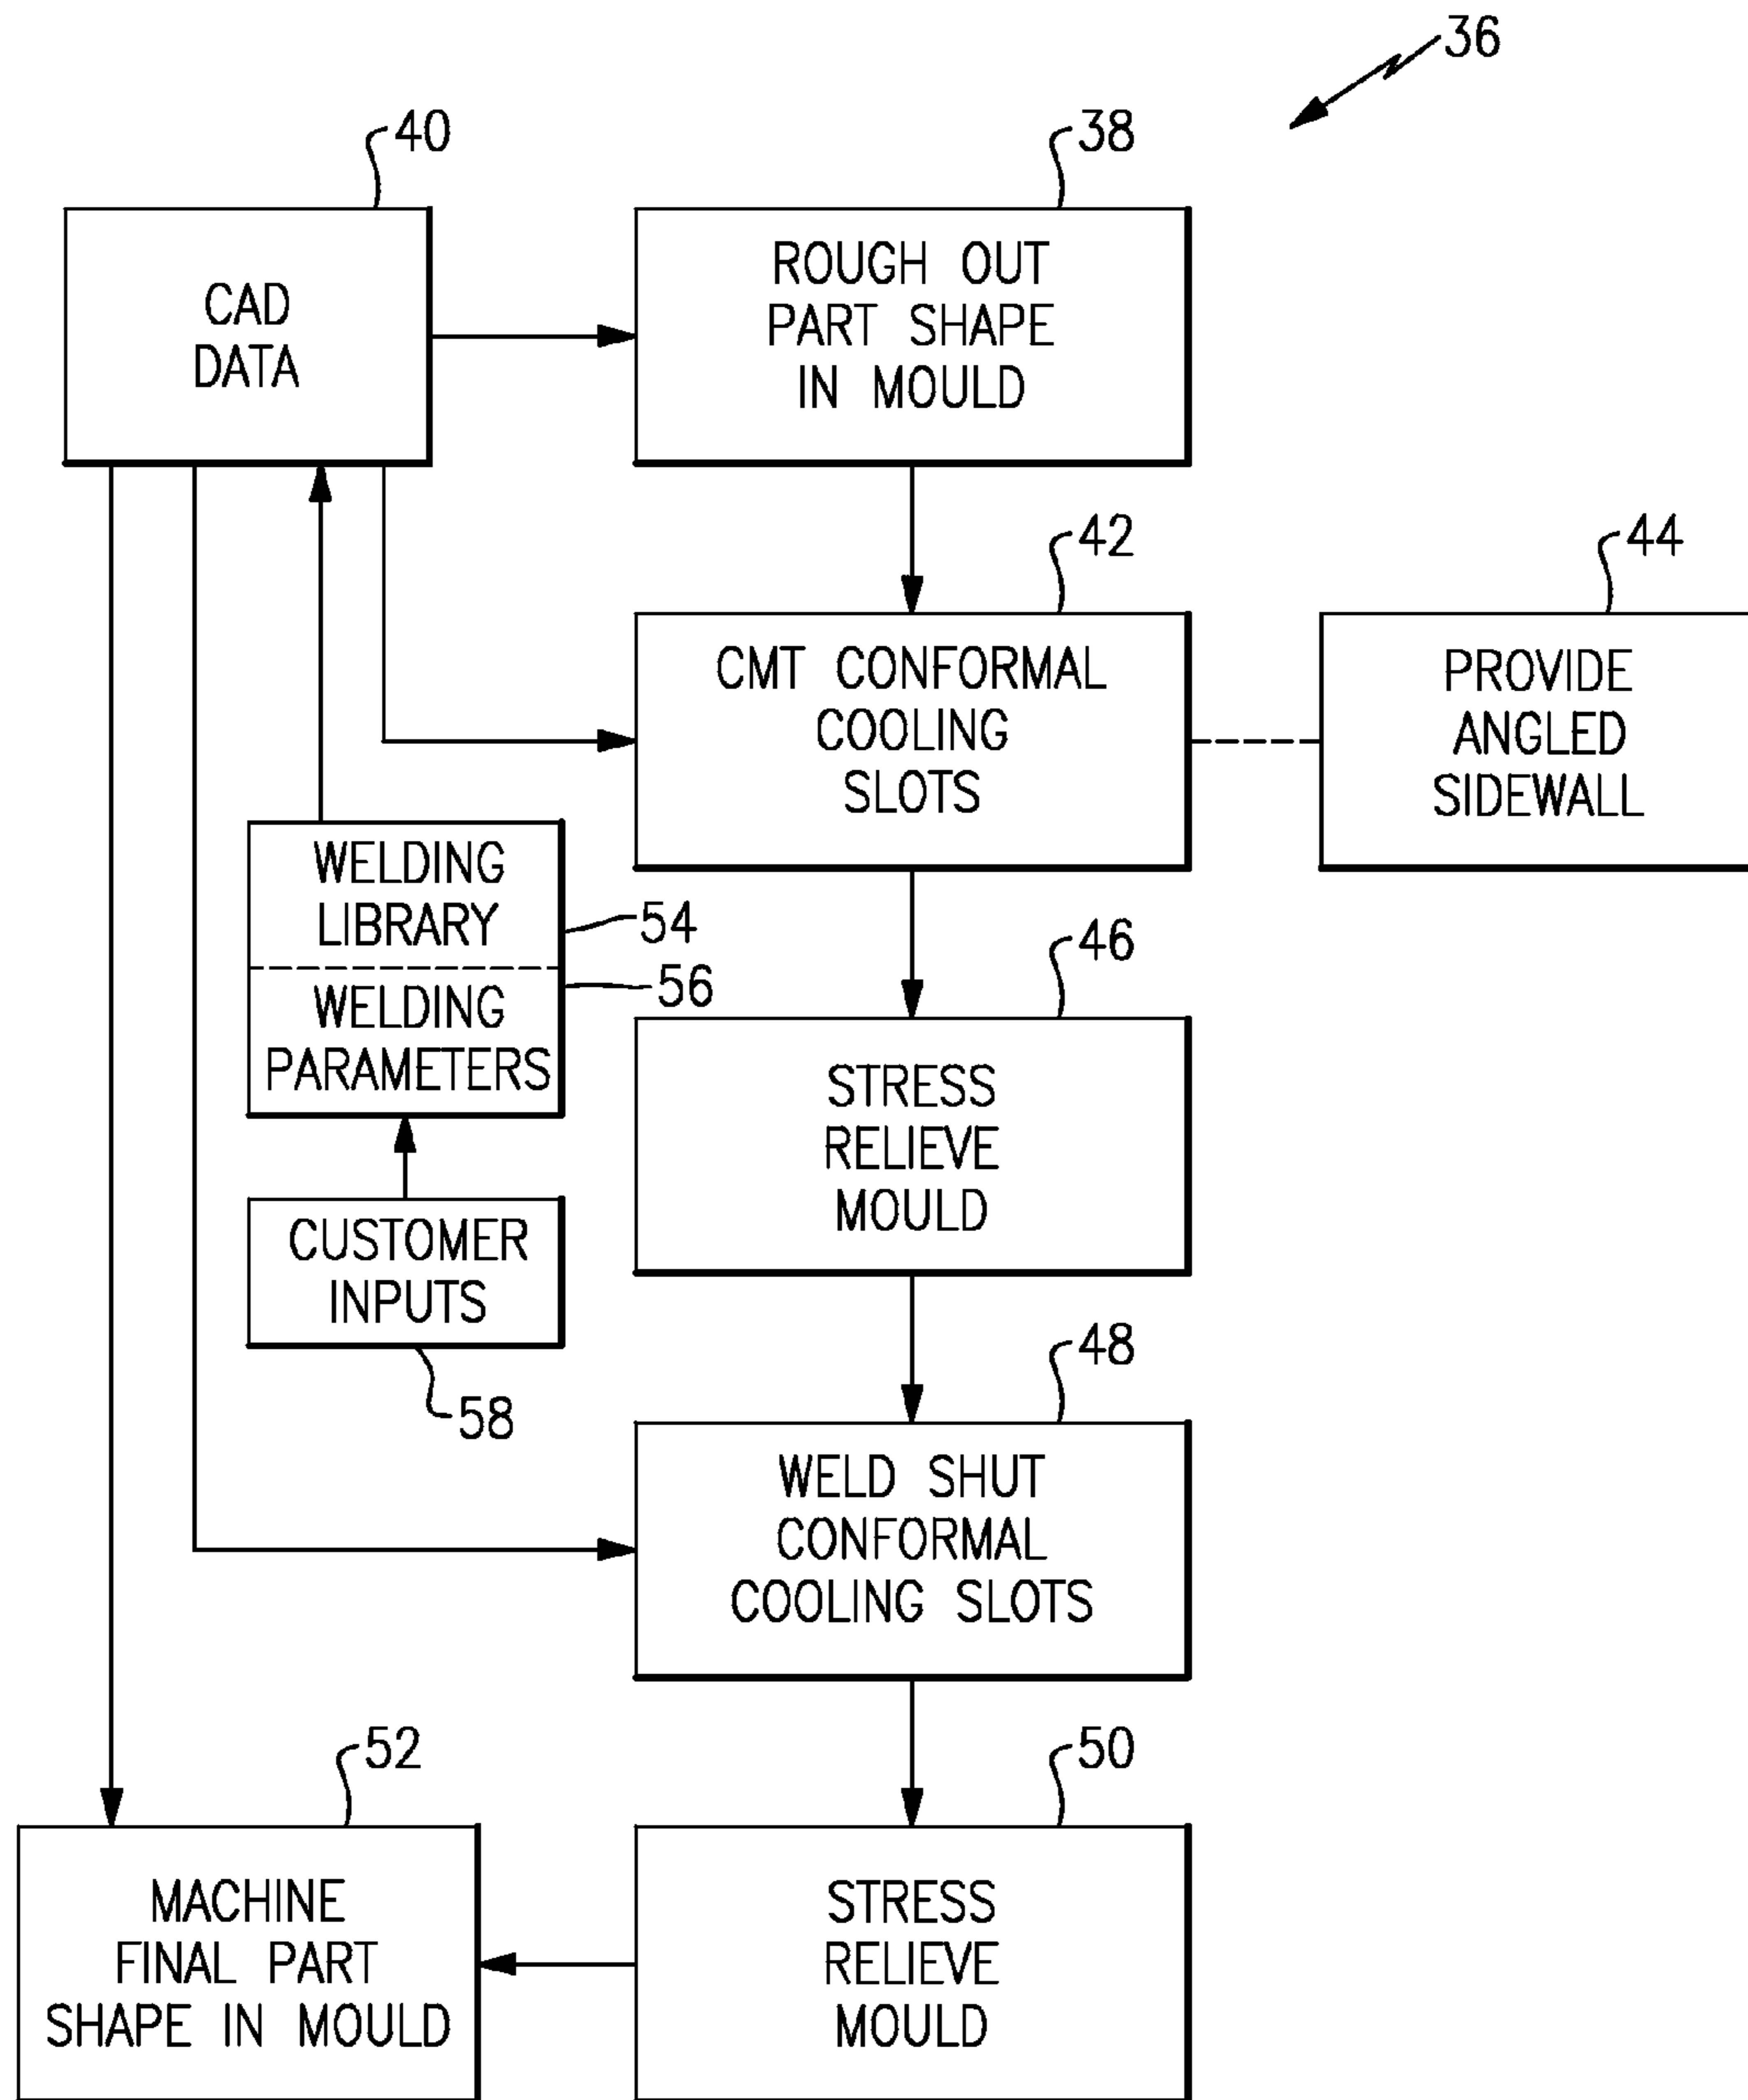 36
40
CAD
DATA
38
ROUGH OUT
PART SHAPE
IN MOULD
42
CMT CONFORMAL
COOLING
SLOTS
44
PROVIDE
ANGLED
SIDEWALL
WELDING
LIBRARY
54
56
WELDING
PARAMETERS
CUSTOMER
INPUTS
58
46
STRESS
RELIEVE
MOULD
48
WELD SHUT
CONFORMAL
COOLING SLOTS
50
STRESS
RELIEVE
MOULD
52
MACHINE
FINAL PART
SHAPE IN MOULD